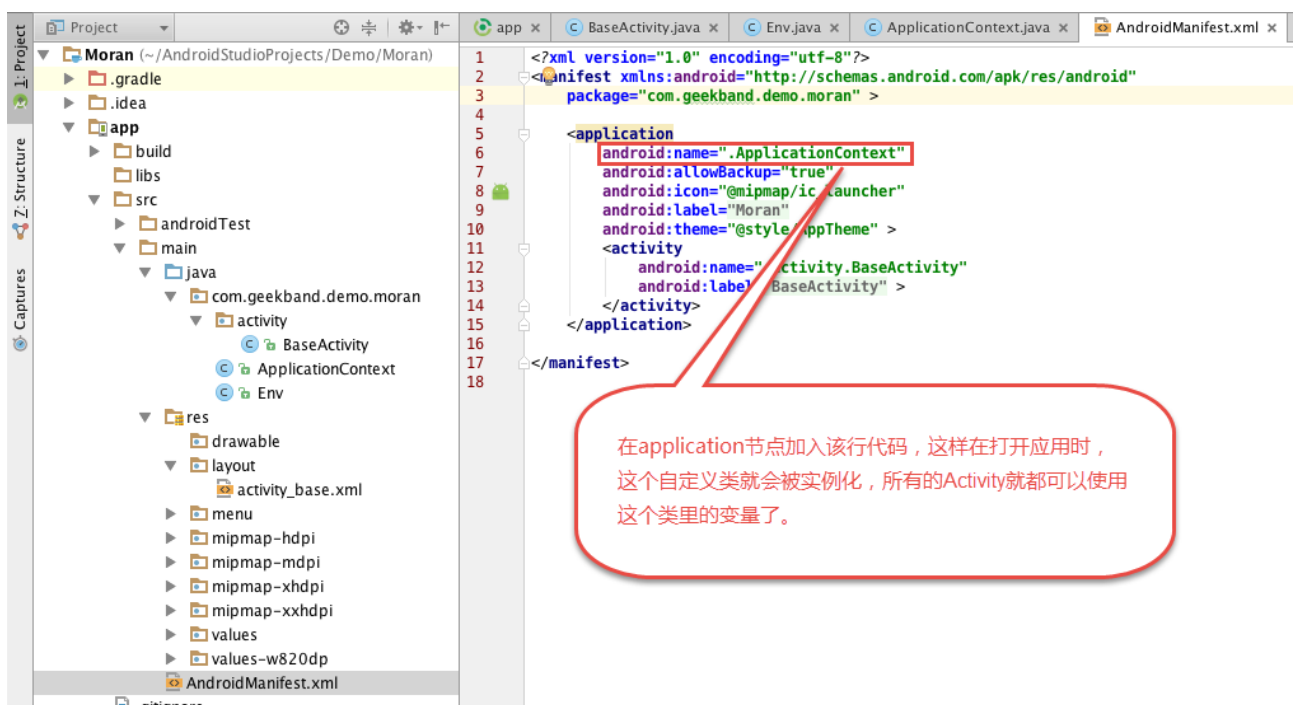 1: Project
Z: Structure
Captures
Project
Moran (~/AndroidStudioProjects/Demo/Moran)
.gradle
.idea
app
build
libs
src
androidTest
main
java
com.geekband.demo.moran
activity
BaseActivity
ApplicationContext
Env
res
drawable
layout
activity_base.xml
menu
mipmap-hdpi
mipmap-mdpi
mipmap-xhdpi
mipmap-xxhdpi
values
values-w820dp
AndroidManifest.xml
app
BaseActivity.java
Env.java
ApplicationContext.java
AndroidManifest.xml
1 <?xml version="1.0" encoding="utf-8"?>
2 <manifest xmlns:android="http://schemas.android.com/apk/res/android"
3 package="com.geekband.demo.moran" >
4
5 <application
6 android:name=".ApplicationContext"
7 android:allowBackup="true"
8 android:icon="@mipmap/ic_launcher"
9 android:label="Moran"
10 android:theme="@style/AppTheme" >
11 <activity
12 android:name=".activity.BaseActivity"
13 android:label="BaseActivity" >
14 </activity>
15 </application>
16
17 </manifest>
18
在application节点加入该行代码，这样在打开应用时，
这个自定义类就会被实例化，所有的Activity就都可以使用
这个类里的变量了。